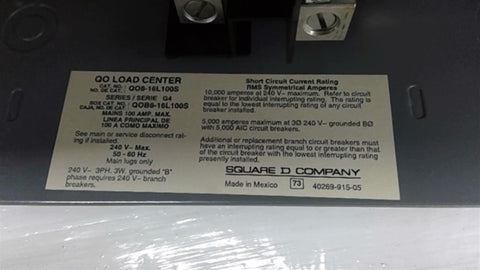 QO LOAD CENTER
CAT. NO.
NO. DE CAT. : QO8-16L100S
SERIES / SERIE G4
BOX CAT. NO.
CAJA, NO. DE CAT. : QOB8-16L100S
MAINS 100 AMP. MAX.
LINEA PRINCIPAL DE
100 A COMO MAXIMO
See main or service disconnect rat-
ing if installed.
240 V~ Max.
50 - 60 Hz
Main lugs only
240 V~ 3PH, 3W, grounded "B"
phase requires 240 V~ branch
breakers.
Short Circuit Current Rating
RMS Symmetrical Amperes
10,000 amperes at 240 V~ maximum. Refer to circuit
breaker for individual interrupting rating. The rating is
equal to the lowest interrupting rating of any circuit breaker
installed.
5,000 amperes maximum at 3Ø 240 V~ grounded BØ
with 5,000 AIC circuit breakers.
Additional or replacement branch circuit breakers must
have an interrupting rating equal to or greater than that
of the circuit breaker with the lowest interrupting rating
presently installed.
SQUARE D COMPANY
Made in Mexico 73 40269-915-05